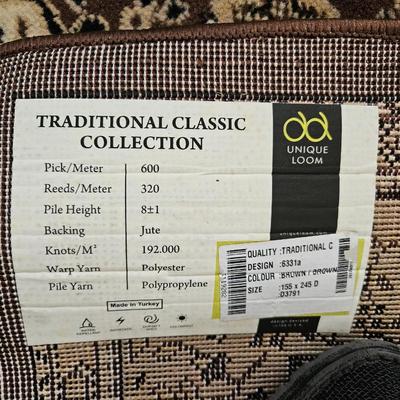 TRADITIONAL CLASSIC
COLLECTION
Pick/Meter 600
Reeds/Meter 320
Pile Height 8±1
Backing Jute
Knots/M² 192.000
Warp Yarn Polyester
Pile Yarn Polypropylene
Made in Turkey
UNIQUE
LOOM
uniqueloom.com
QUALITY :TRADITIONAL C
DESIGN :6331a
COLOUR :BROWN / BROWN
SIZE :155 x 245 D
:D3791